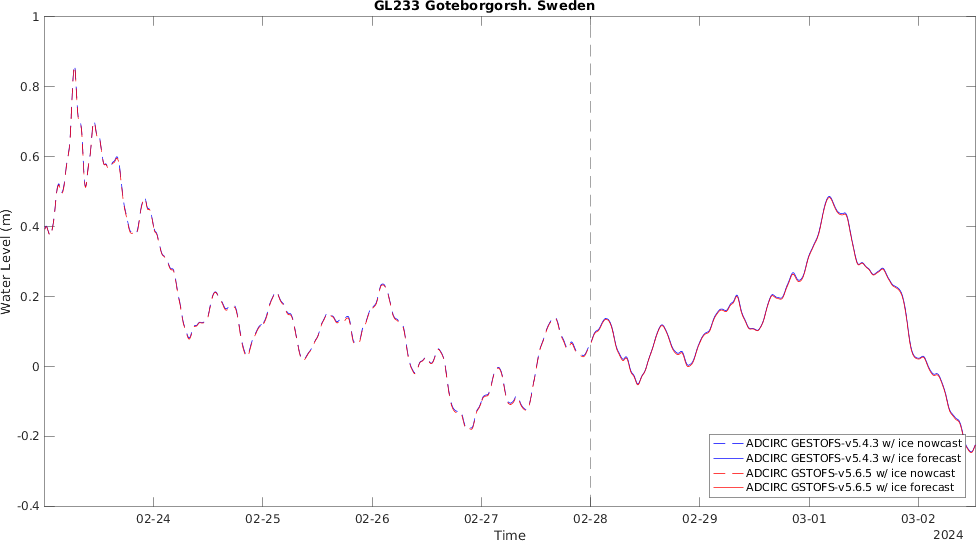 GL233 Goteborgorsh. Sweden
1
0.8
0.6
0.4
0.2
0
-0.2
-0.4
Water Level (m)
02-24 02-25 02-26 02-27 02-28 02-29 03-01 03-02
Time
2024
ADCIRC GESTOFS-v5.4.3 w/ ice nowcast
ADCIRC GESTOFS-v5.4.3 w/ ice forecast
ADCIRC GSTOFS-v5.6.5 w/ ice nowcast
ADCIRC GSTOFS-v5.6.5 w/ ice forecast